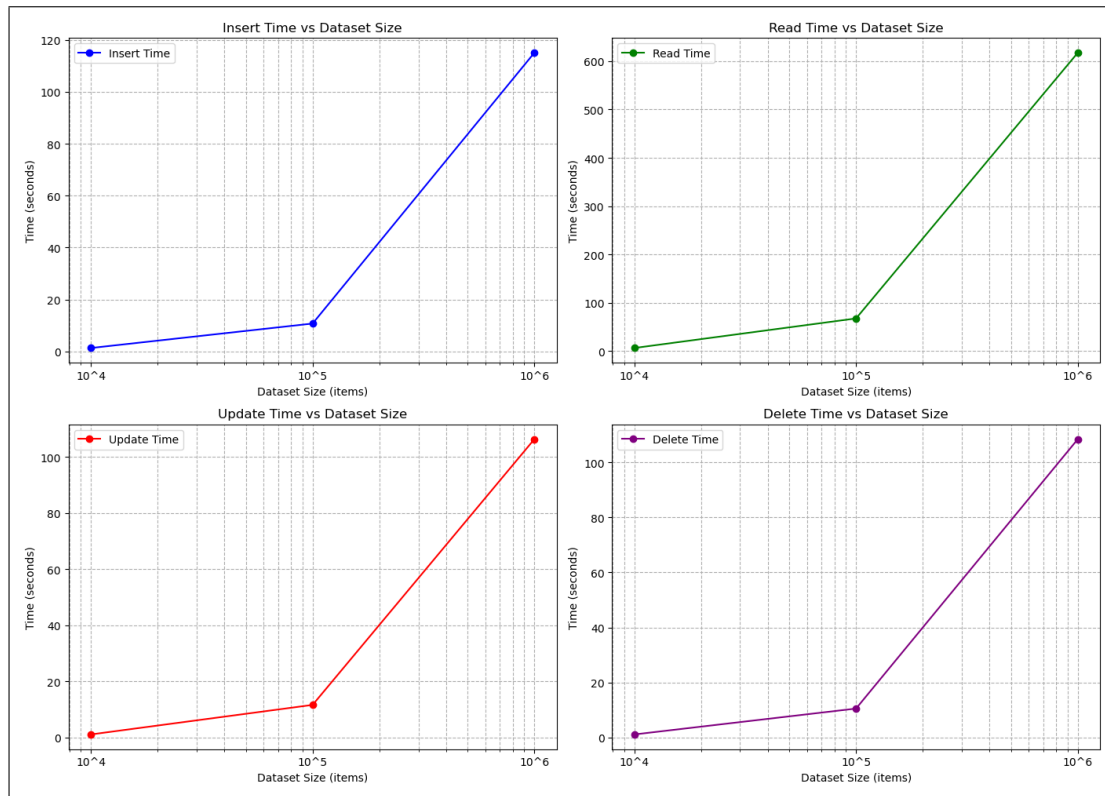 Insert Time vs Dataset Size
Insert Time
120
100
80
60
40
20
0
Time (seconds)
10^4
10^5
10^6
Dataset Size (items)
Read Time vs Dataset Size
Read Time
600
500
400
300
200
100
0
Time (seconds)
10^4
10^5
10^6
Dataset Size (items)
Update Time vs Dataset Size
Update Time
100
80
60
40
20
0
Time (seconds)
10^4
10^5
10^6
Dataset Size (items)
Delete Time vs Dataset Size
Delete Time
100
80
60
40
20
0
Time (seconds)
10^4
10^5
10^6
Dataset Size (items)